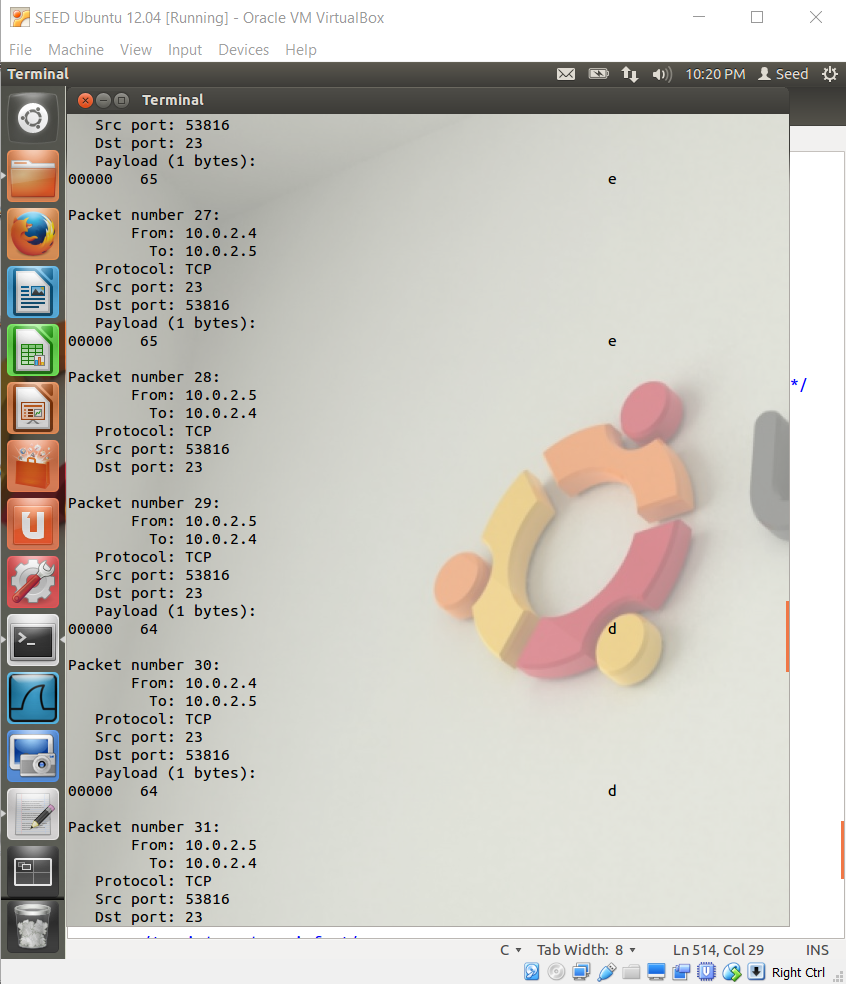 SEED Ubuntu 12.04 [Running] - Oracle VM VirtualBox
File Machine View Input Devices Help
Terminal 10:20 PM Seed
Terminal
Src port: 53816
Dst port: 23
Payload (1 bytes):
00000 65 e
Packet number 27:
From: 10.0.2.4
To: 10.0.2.5
Protocol: TCP
Src port: 23
Dst port: 53816
Payload (1 bytes):
00000 65 e
Packet number 28:
From: 10.0.2.5
To: 10.0.2.4
Protocol: TCP
Src port: 53816
Dst port: 23
*/
Packet number 29:
From: 10.0.2.5
To: 10.0.2.4
Protocol: TCP
Src port: 53816
Dst port: 23
Payload (1 bytes):
00000 64 d
Packet number 30:
From: 10.0.2.4
To: 10.0.2.5
Protocol: TCP
Src port: 23
Dst port: 53816
Payload (1 bytes):
00000 64 d
Packet number 31:
From: 10.0.2.5
To: 10.0.2.4
Protocol: TCP
Src port: 53816
Dst port: 23
C Tab Width: 8 Ln 514, Col 29 INS
Right Ctrl